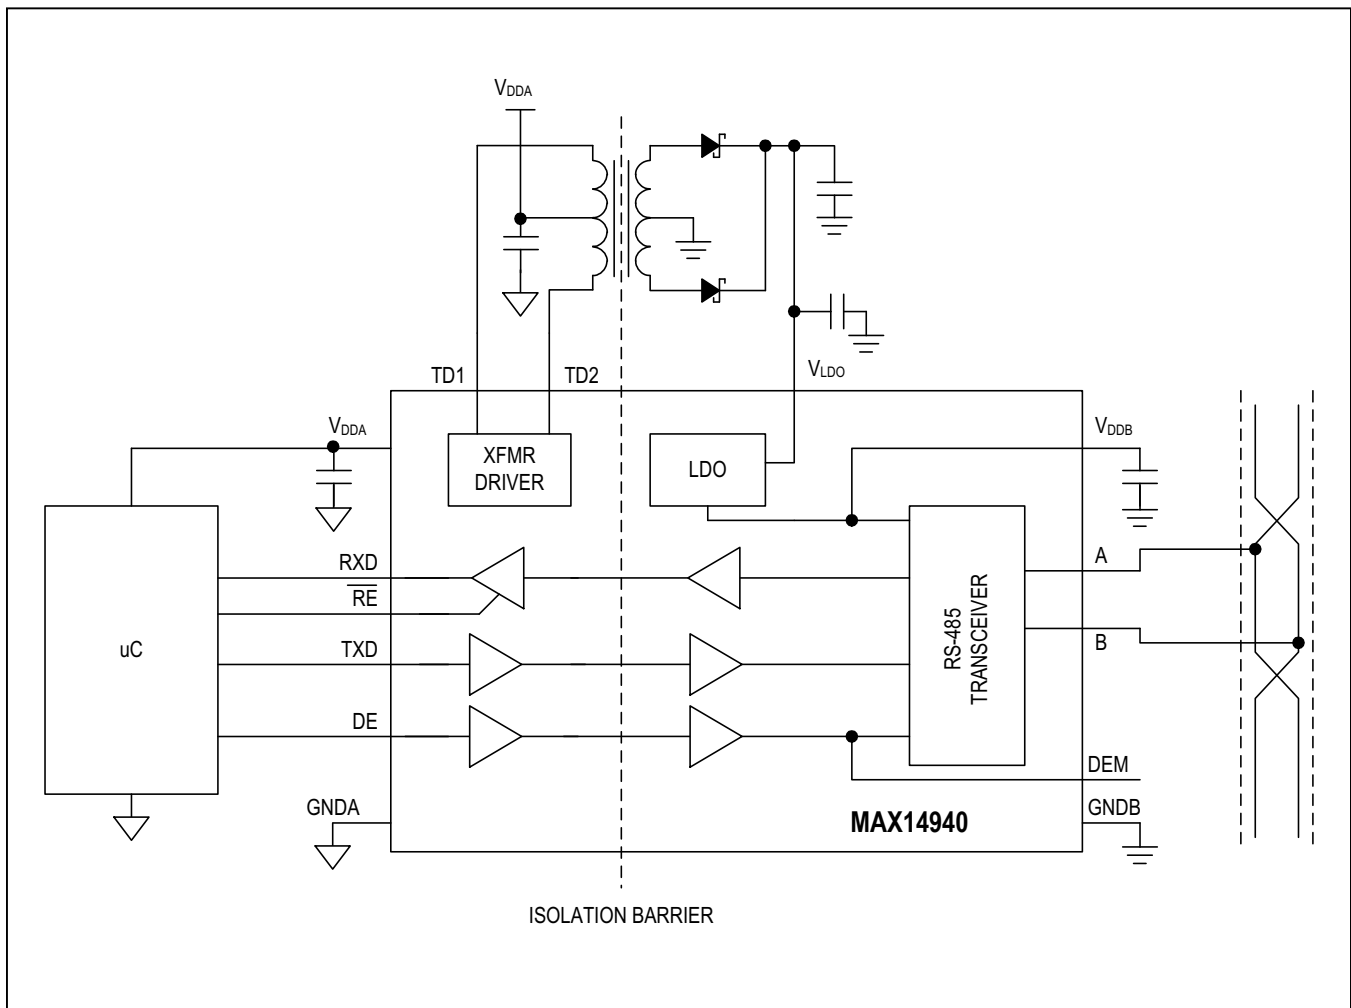 VDDA
TD1
TD2
VLDO
VDDA
XFMR
DRIVER
LDO
VDDB
RXD
RE
uC
TXD
DE
RS-485
TRANSCEIVER
A
B
DEM
GNDA
MAX14940
GNDB
ISOLATION BARRIER